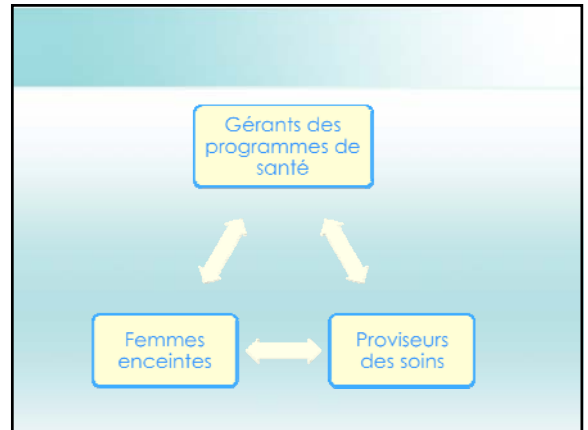 Gérants des
programmes de
santé
Femmes
enceintes
Proviseurs
des soins